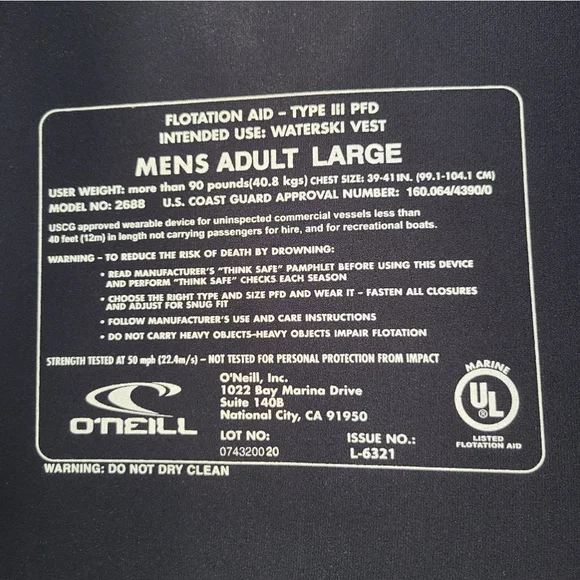 FLOTATION AID – TYPE III PFD
INTENDED USE: WATERSKI VEST
MENS ADULT LARGE
USER WEIGHT: more than 90 pounds(40.8 kgs) CHEST SIZE: 39-41 IN. (99.1-104.1 CM)
MODEL NO: 2688 U.S. COAST GUARD APPROVAL NUMBER: 160.064/4390/0
USCG approved wearable device for uninspected commercial vessels less than
40 feet (12m) in length not carrying passengers for hire, and for recreational boats.
WARNING – TO REDUCE THE RISK OF DEATH BY DROWNING:
• READ MANUFACTURER'S "THINK SAFE" PAMPHLET BEFORE USING THIS DEVICE
AND PERFORM "THINK SAFE" CHECKS EACH SEASON
• CHOOSE THE RIGHT TYPE AND SIZE PFD AND WEAR IT – FASTEN ALL CLOSURES
AND ADJUST FOR SNUG FIT
• FOLLOW MANUFACTURER'S USE AND CARE INSTRUCTIONS
• DO NOT CARRY HEAVY OBJECTS-HEAVY OBJECTS IMPAIR FLOTATION
STRENGTH TESTED AT 50 mph (22.4m/s) – NOT TESTED FOR PERSONAL PROTECTION FROM IMPACT
O'NEILL
O'Neill, Inc.
1022 Bay Marina Drive
Suite 140B
National City, CA 91950
LOT NO:
074320020
ISSUE NO.:
L-6321
MARINE
UL®
LISTED
FLOTATION AID
WARNING: DO NOT DRY CLEAN